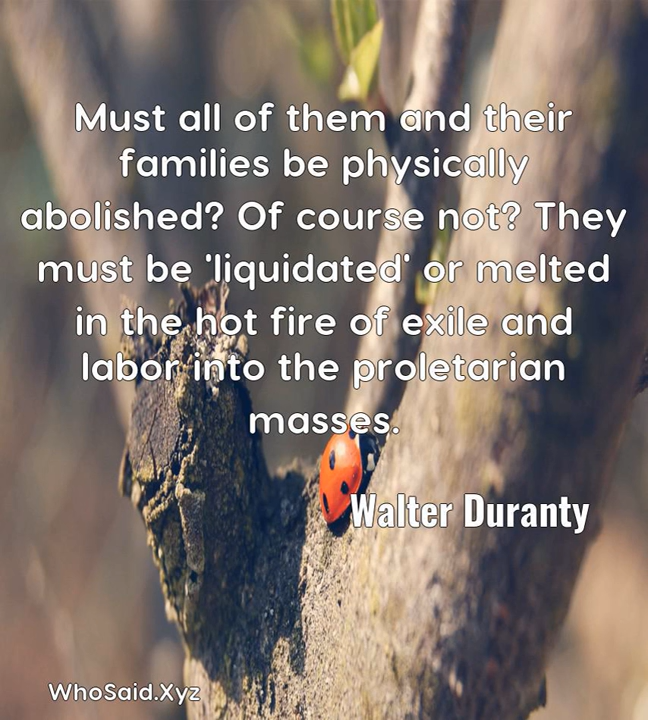 Must all of them and their
families be physically
abolished? Of course not? They
must be 'liquidated' or melted
in the hot fire of exile and
labor into the proletarian
masses.
Walter Duranty
WhoSaid.Xyz